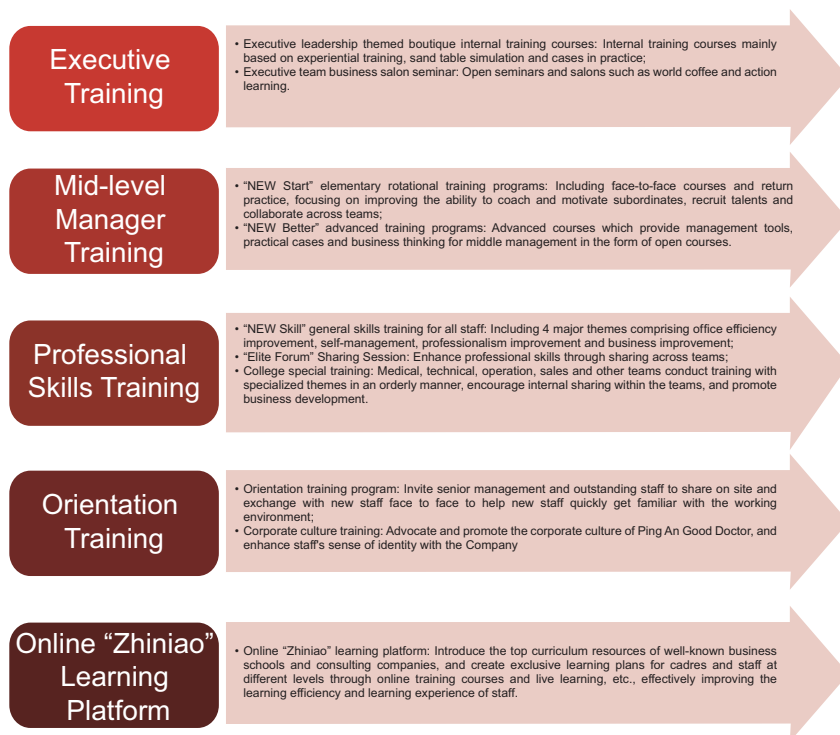 Executive
Training
• Executive leadership themed boutique internal training courses: Internal training courses mainly
based on experiential training, sand table simulation and cases in practice;
• Executive team business salon seminar: Open seminars and salons such as world coffee and action
learning.
Mid-level
Manager
Training
• “NEW Start” elementary rotational training programs: Including face-to-face courses and return
practice, focusing on improving the ability to coach and motivate subordinates, recruit talents and
collaborate across teams;
• “NEW Better” advanced training programs: Advanced courses which provide management tools,
practical cases and business thinking for middle management in the form of open courses.
Professional
Skills Training
• “NEW Skill” general skills training for all staff: Including 4 major themes comprising office efficiency
improvement, self-management, professionalism improvement and business improvement;
• “Elite Forum” Sharing Session: Enhance professional skills through sharing across teams;
• College special training: Medical, technical, operation, sales and other teams conduct training with
specialized themes in an orderly manner, encourage internal sharing within the teams, and promote
business development.
Orientation
Training
• Orientation training program: Invite senior management and outstanding staff to share on site and
exchange with new staff face to face to help new staff quickly get familiar with the working
environment;
• Corporate culture training: Advocate and promote the corporate culture of Ping An Good Doctor, and
enhance staff's sense of identity with the Company
Online “Zhiniao”
Learning
Platform
• Online “Zhiniao” learning platform: Introduce the top curriculum resources of well-known business
schools and consulting companies, and create exclusive learning plans for cadres and staff at
different levels through online training courses and live learning, etc., effectively improving the
learning efficiency and learning experience of staff.